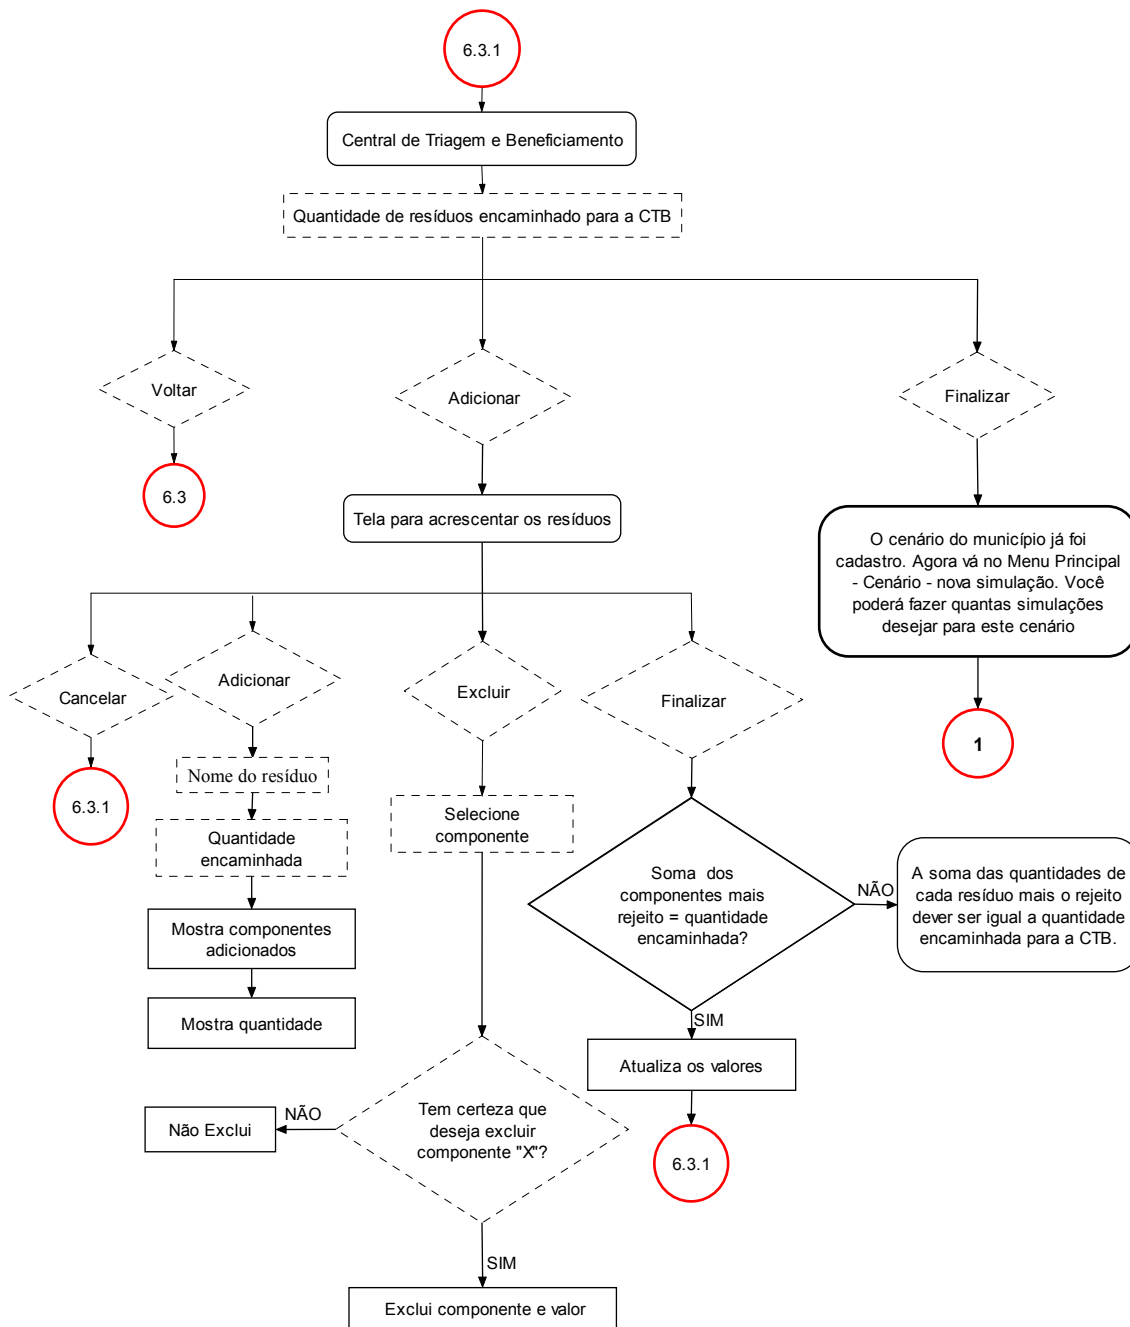 6.3.1
Central de Triagem e Beneficiamento
Quantidade de resíduos encaminhado para a CTB
Voltar
Adicionar
Finalizar
6.3
Tela para acrescentar os resíduos
O cenário do município já foi
cadastro. Agora vá no Menu Principal
- Cenário - nova simulação. Você
poderá fazer quantas simulações
desejar para este cenário
1
Cancelar
Adicionar
Excluir
Finalizar
6.3.1
Nome do resíduo
Quantidade
encaminhada
Mostra componentes
adicionados
Mostra quantidade
Selecione
componente
Soma dos
componentes mais
rejeito = quantidade
encaminhada?
NÃO
A soma das quantidades de
cada resíduo mais o rejeito
dever ser igual a quantidade
encaminhada para a CTB.
SIM
Atualiza os valores
6.3.1
Tem certeza que
deseja excluir
componente "X"?
NÃO
Não Exclui
SIM
Exclui componente e valor